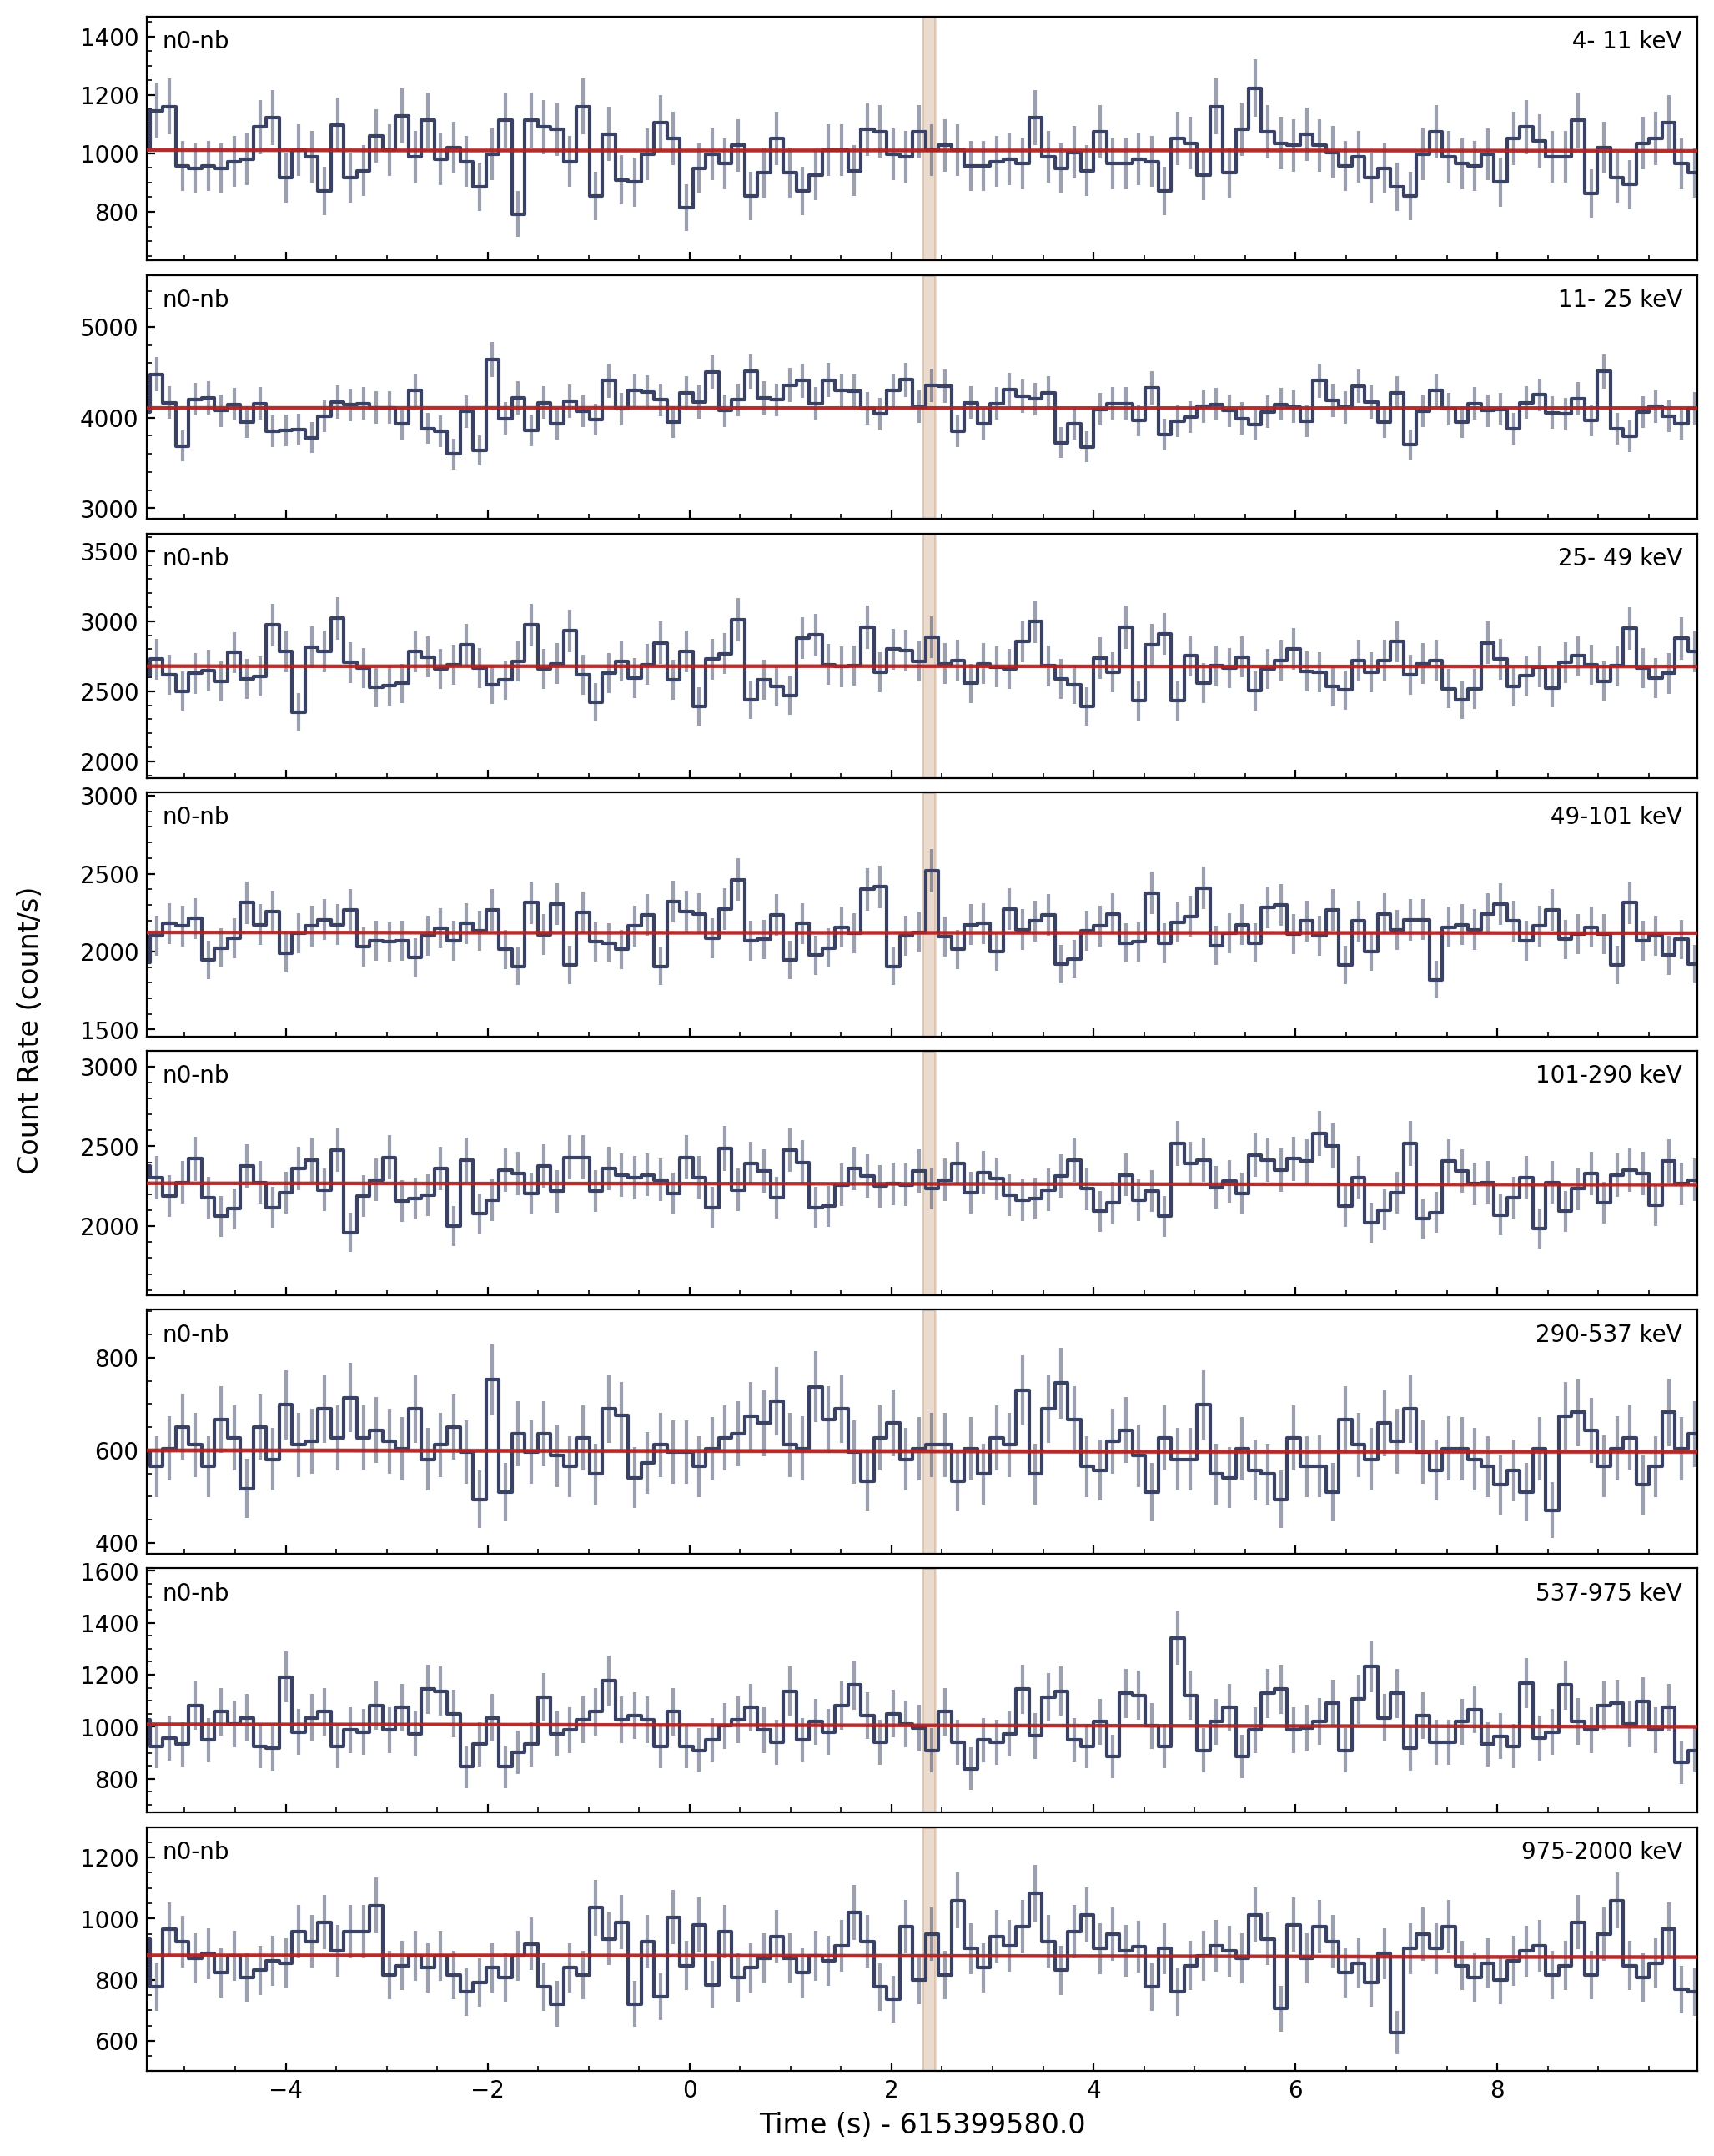 n0-nb 4- 11 keV
1400
1200
1000
800
n0-nb 11- 25 keV
5000
4000
3000
n0-nb 25- 49 keV
3500
3000
2500
2000
n0-nb 49-101 keV
3000
2500
2000
1500
n0-nb 101-290 keV
3000
2500
2000
n0-nb 290-537 keV
800
600
400
n0-nb 537-975 keV
1600
1400
1200
1000
800
n0-nb 975-2000 keV
1200
1000
800
600
Count Rate (count/s)
−4 −2 0 2 4 6 8
Time (s) - 615399580.0